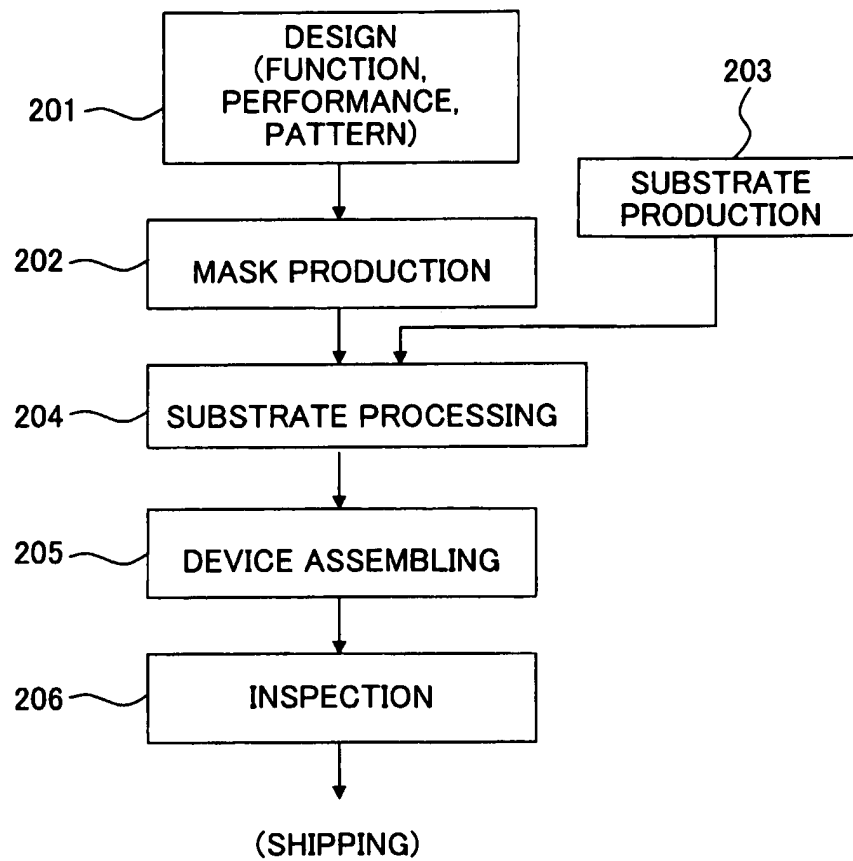 DESIGN
(FUNCTION,
PERFORMANCE,
PATTERN)
201
203
SUBSTRATE
PRODUCTION
202
MASK PRODUCTION
204
SUBSTRATE PROCESSING
205
DEVICE ASSEMBLING
206
INSPECTION
(SHIPPING)